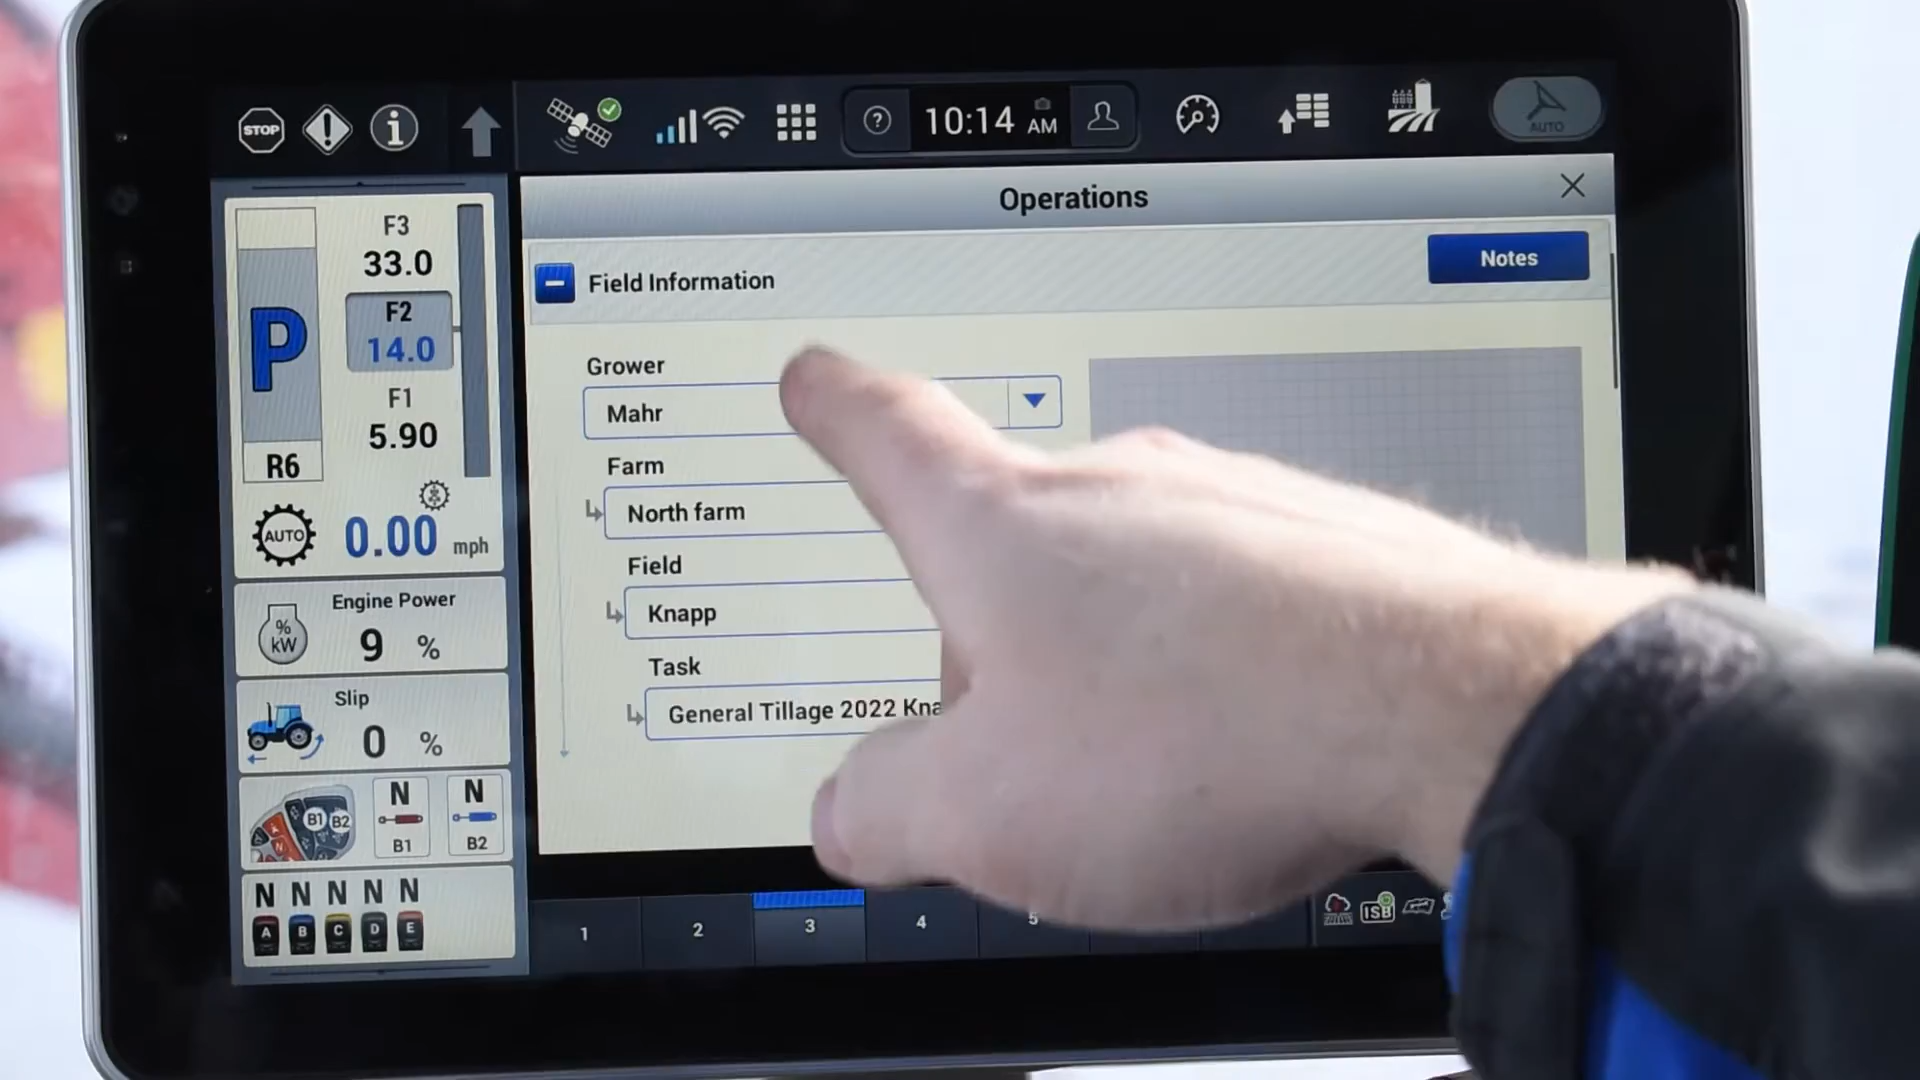 STOP
10:14 AM
AUTO
Operations
Field Information
Notes
Grower
Mahr
Farm
North farm
Field
Knapp
Task
General Tillage 2022 Kna
F3
33.0
P
F2
14.0
F1
5.90
R6
AUTO
0.00 mph
Engine Power
% kW
9 %
Slip
0 %
B1 B2
N N
B1 B2
N N N N N
A B C D E
1 2 3 4 5
ISB